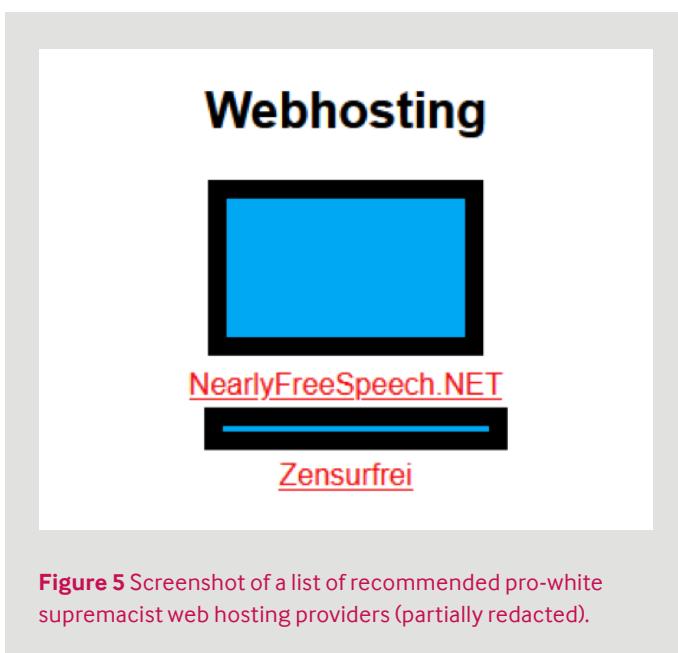 Webhosting
NearlyFreeSpeech.NET
Zensurfrei
Figure 5 Screenshot of a list of recommended pro-white
supremacist web hosting providers (partially redacted).